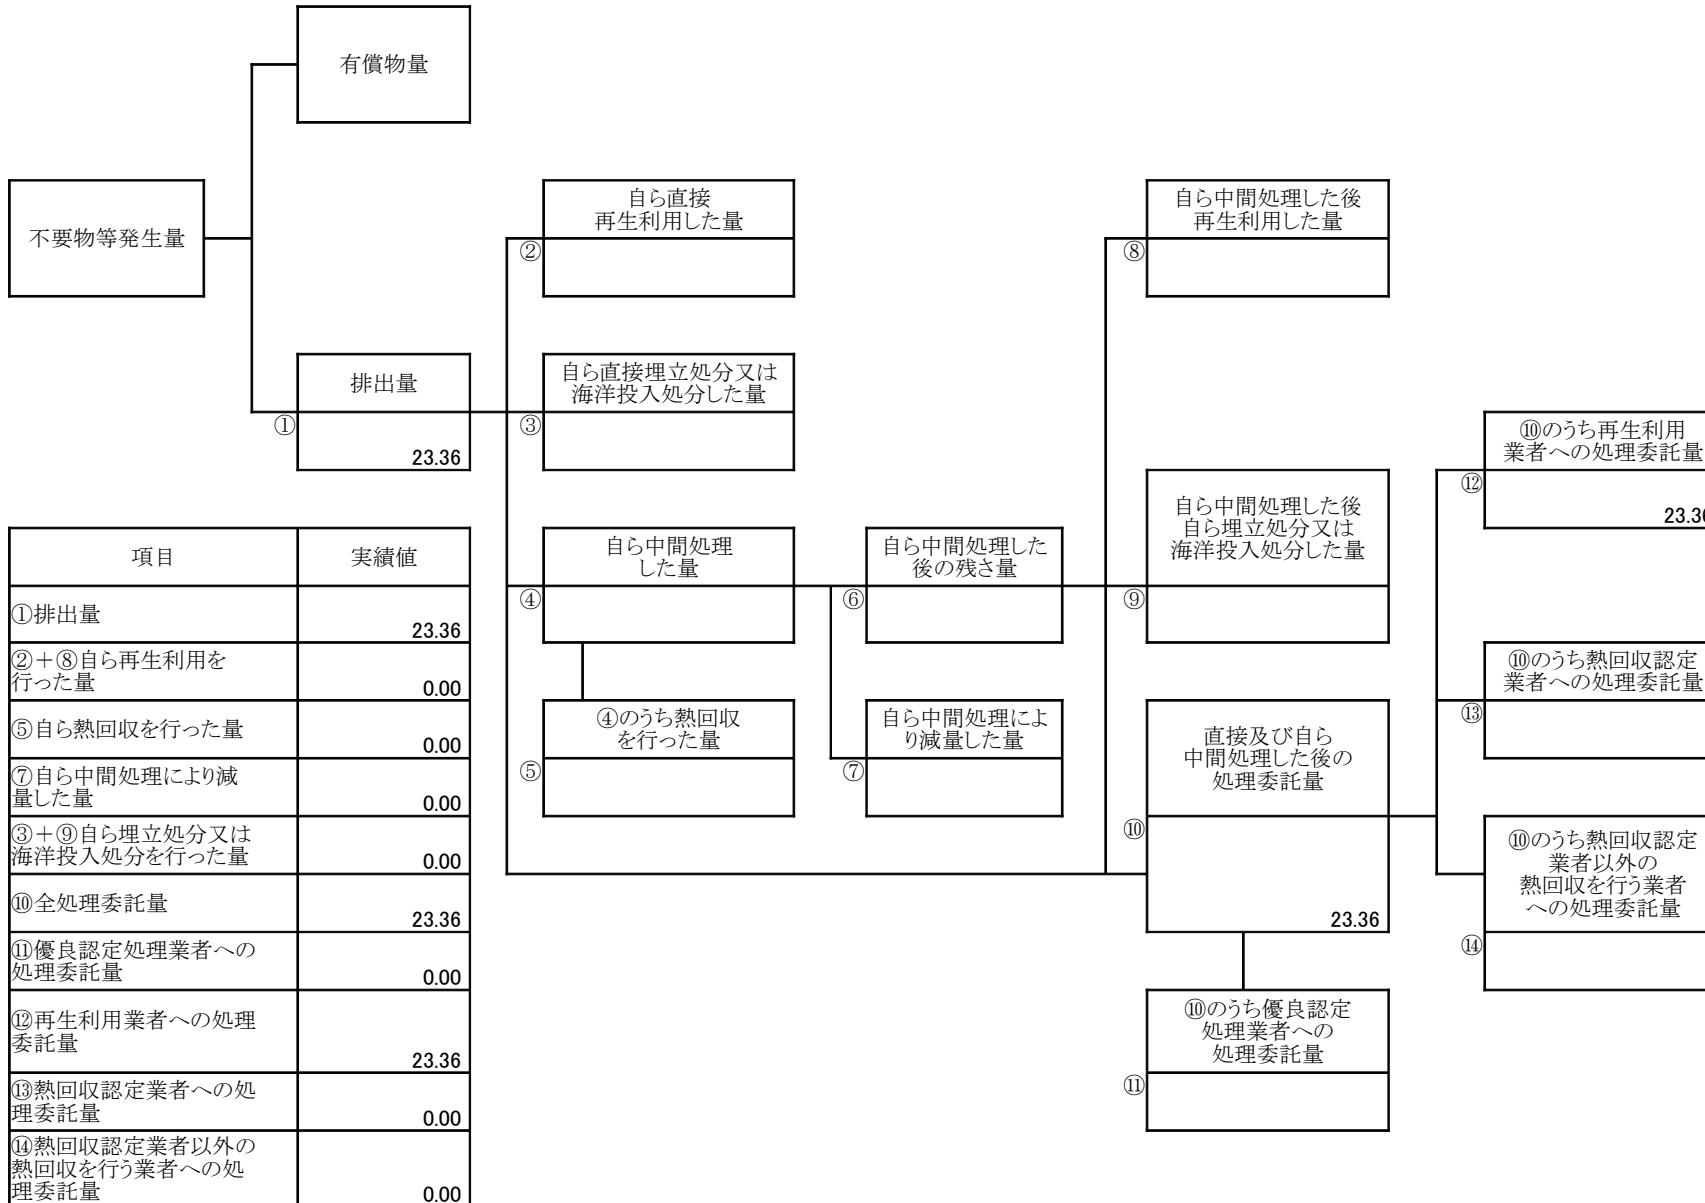 有償物量
不要物等発生量
自ら直接
再生利用した量
②
自ら中間処理した後
再生利用した量
⑧
排出量
①
23.36
自ら直接埋立処分又は
海洋投入処分した量
③
⑩のうち再生利用
業者への処理委託量
⑫
自ら中間処理した後
自ら埋立処分又は
海洋投入処分した量
⑨
自ら中間処理
した量
④
自ら中間処理した
後の残さ量
⑥
④のうち熱回収
を行った量
⑤
自ら中間処理によ
り減量した量
⑦
直接及び自ら
中間処理した後の
処理委託量
⑩
23.36
⑩のうち熱回収認定
業者への処理委託量
⑬
⑩のうち熱回収認定
業者以外の
熱回収を行う業者
への処理委託量
⑭
⑩のうち優良認定
処理業者への
処理委託量
⑪
項目 実績値
①排出量
23.36
②+⑧自ら再生利用を
行った量 0.00
⑤自ら熱回収を行った量
0.00
⑦自ら中間処理により減
量した量 0.00
③+⑨自ら埋立処分又は
海洋投入処分を行った量 0.00
⑩全処理委託量
23.36
⑪優良認定処理業者への
処理委託量 0.00
⑫再生利用業者への処理
委託量
23.36
⑬熱回収認定業者への処
理委託量 0.00
⑭熱回収認定業者以外の
熱回収を行う業者への処
理委託量 0.00